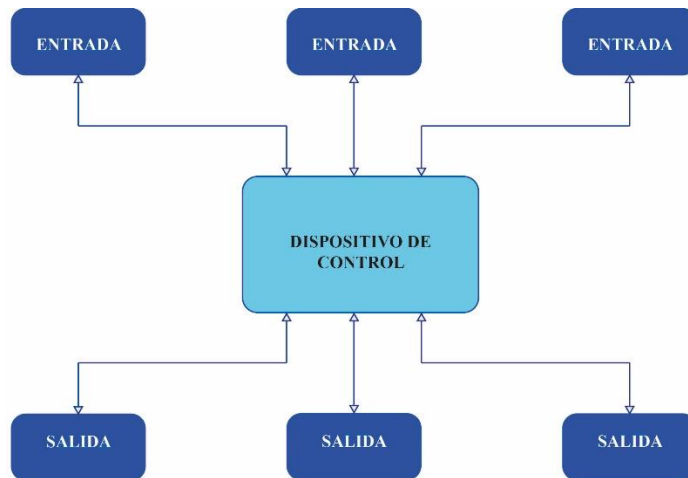 ENTRADA
ENTRADA
ENTRADA
DISPOSITIVO DE
CONTROL
SALIDA
SALIDA
SALIDA